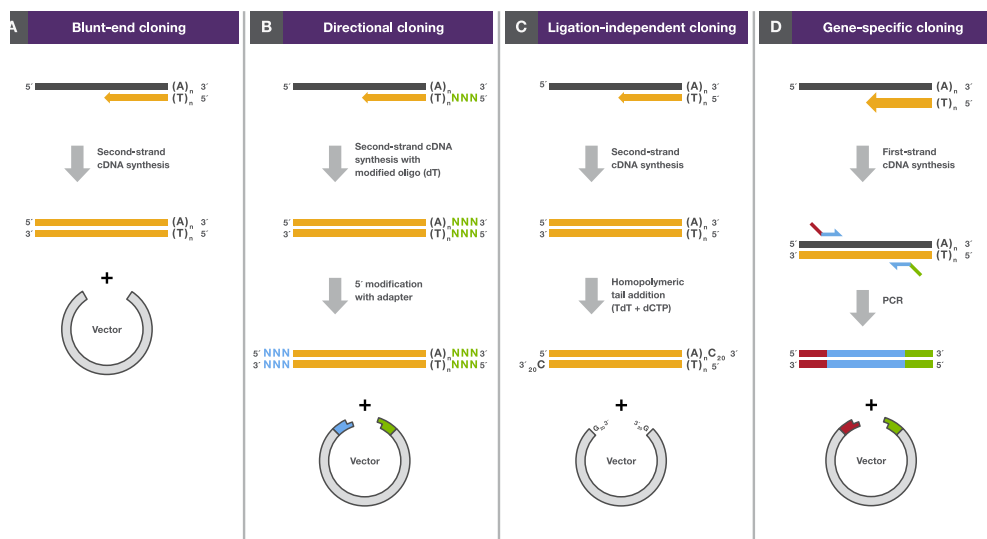 A Blunt-end cloning
5′ (A)n 3′
(T)n 5′
Second-strand
cDNA synthesis
5′ (A)n 3′
3′ (T)n 5′
+
Vector
B Directional cloning
5′ (A)n 3′
(T)nNNN 5′
Second-strand cDNA
synthesis with
modified oligo (dT)
5′ (A)nNNN 3′
3′ (T)nNNN 5′
5′ modification
with adapter
5′ NNN (A)nNNN 3′
3′ NNN (T)nNNN 5′
+
Vector
C Ligation-independent cloning
5′ (A)n 3′
(T)n 5′
Second-strand
cDNA synthesis
5′ (A)n 3′
3′ (T)n 5′
Homopolymeric
tail addition
(TdT + dCTP)
5′ (A)nC20 3′
3′ 20C (T)n 5′
+
G20 3′ 3′ 20G
Vector
D Gene-specific cloning
5′ (A)n 3′
(T)n 5′
First-strand
cDNA synthesis
5′ (A)n 3′
3′ (T)n 5′
PCR
5′ 3′
3′ 5′
+
Vector